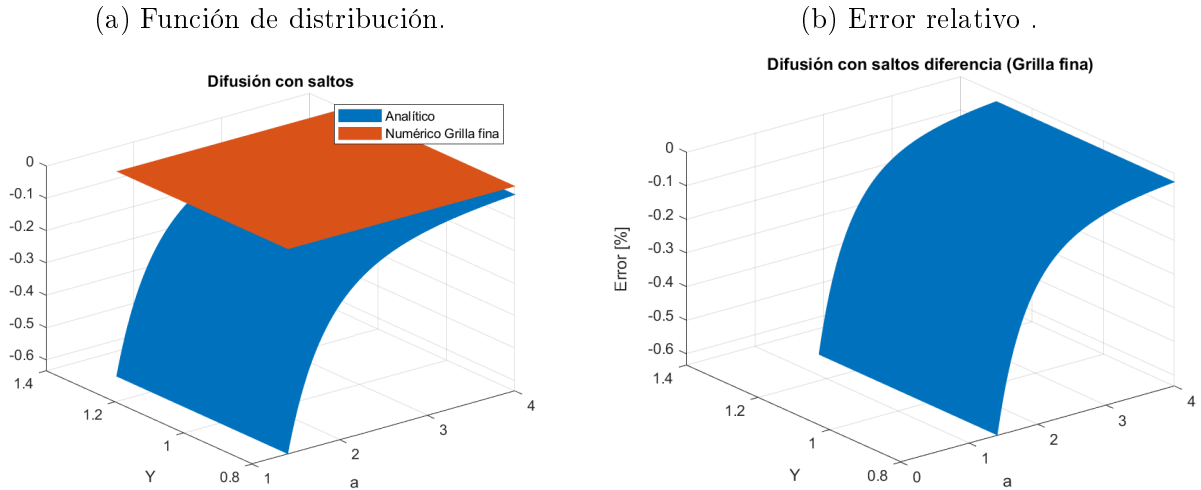 (a) Función de distribución.
(b) Error relativo .
Difusión con saltos
Analítico
Numérico Grilla fina
0
-0.1
-0.2
-0.3
-0.4
-0.5
-0.6
1.4
1.2
1
0.8
Y
1
2
3
4
a
Difusión con saltos diferencia (Grilla fina)
Error [%]
0
-0.1
-0.2
-0.3
-0.4
-0.5
-0.6
1.4
1.2
1
0.8
Y
0
1
2
3
4
a